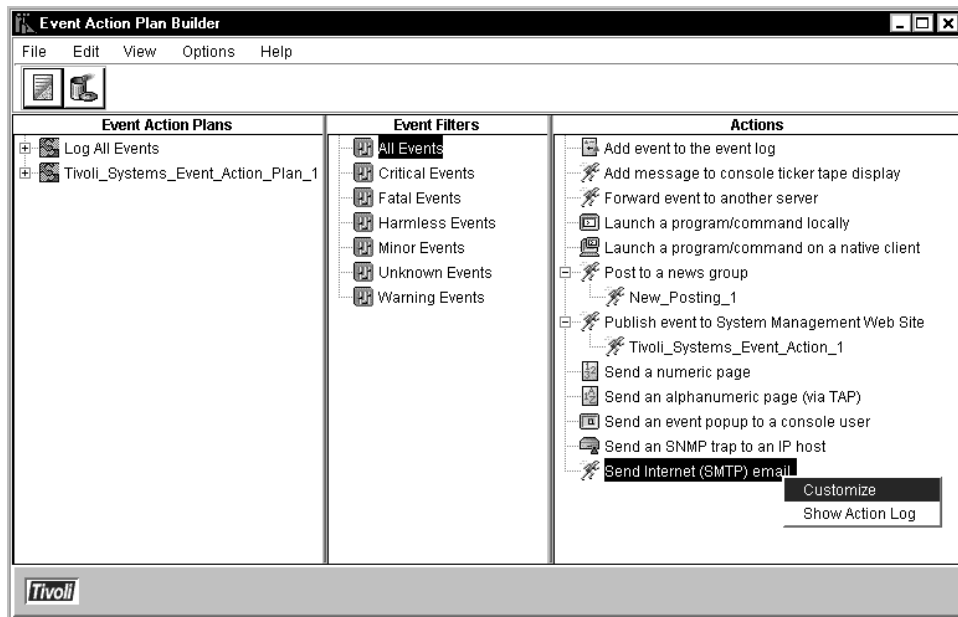 Event Action Plan Builder
File Edit View Options Help
Event Action Plans
Log All Events
Tivoli_Systems_Event_Action_Plan_1
Event Filters
All Events
Critical Events
Fatal Events
Harmless Events
Minor Events
Unknown Events
Warning Events
Actions
Add event to the event log
Add message to console ticker tape display
Forward event to another server
Launch a program/command locally
Launch a program/command on a native client
Post to a news group
New_Posting_1
Publish event to System Management Web Site
Tivoli_Systems_Event_Action_1
Send a numeric page
Send an alphanumeric page (via TAP)
Send an event popup to a console user
Send an SNMP trap to an IP host
Send Internet (SMTP) email
Customize
Show Action Log
Tivoli